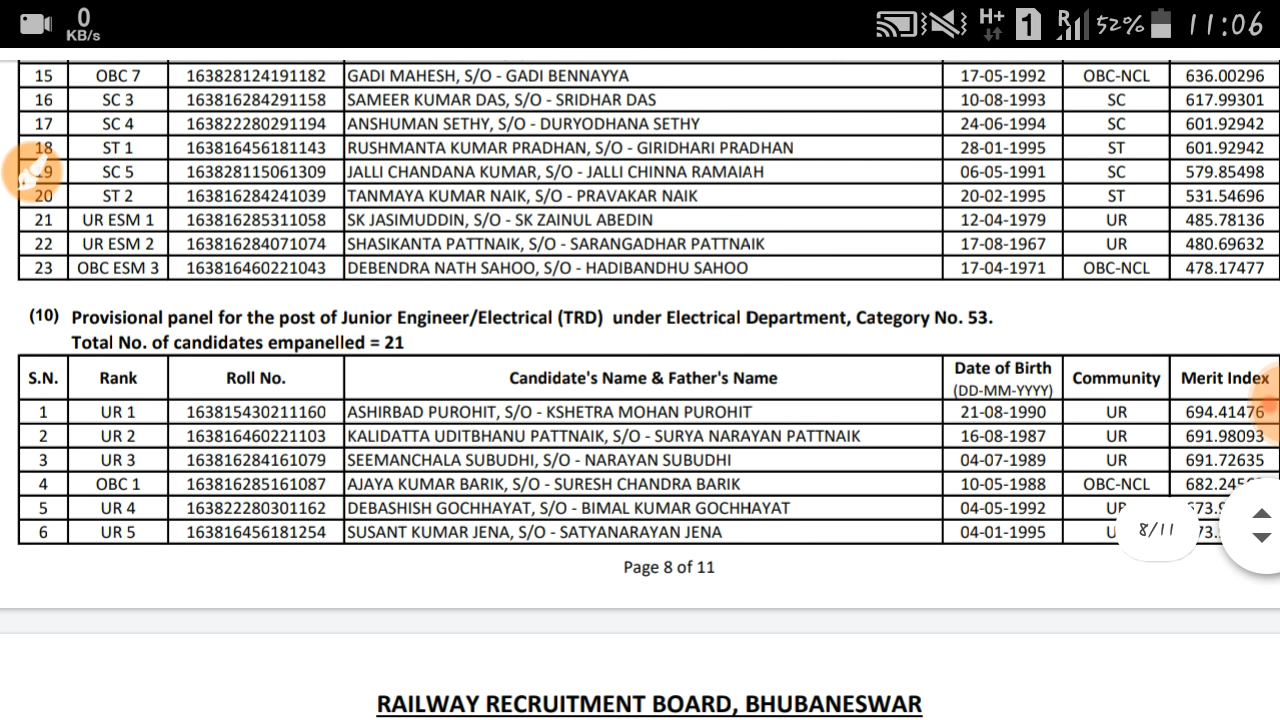 0
KB/s
H+ 1 R 52% 11:06
15 OBC 7 163828124191182 GADI MAHESH, S/O - GADI BENNAYYA 17-05-1992 OBC-NCL 636.00296
16 SC 3 163816284291158 SAMEER KUMAR DAS, S/O - SRIDHAR DAS 10-08-1993 SC 617.99301
17 SC 4 163822280291194 ANSHUMAN SETHY, S/O - DURYODHANA SETHY 24-06-1994 SC 601.92942
18 ST 1 163816456181143 RUSHMANTA KUMAR PRADHAN, S/O - GIRIDHARI PRADHAN 28-01-1995 ST 601.92942
19 SC 5 163828115061309 JALLI CHANDANA KUMAR, S/O - JALLI CHINNA RAMAIAH 06-05-1991 SC 579.85498
20 ST 2 163816284241039 TANMAYA KUMAR NAIK, S/O - PRAVAKAR NAIK 20-02-1995 ST 531.54696
21 UR ESM 1 163816285311058 SK JASIMUDDIN, S/O - SK ZAINUL ABEDIN 12-04-1979 UR 485.78136
22 UR ESM 2 163816284071074 SHASIKANTA PATTNAIK, S/O - SARANGADHAR PATTNAIK 17-08-1967 UR 480.69632
23 OBC ESM 3 163816460221043 DEBENDRA NATH SAHOO, S/O - HADIBANDHU SAHOO 17-04-1971 OBC-NCL 478.17477
(10) Provisional panel for the post of Junior Engineer/Electrical (TRD) under Electrical Department, Category No. 53.
Total No. of candidates empanelled = 21
S.N. Rank Roll No. Candidate's Name & Father's Name Date of Birth (DD-MM-YYYY) Community Merit Index
1 UR 1 163815430211160 ASHIRBAD PUROHIT, S/O - KSHETRA MOHAN PUROHIT 21-08-1990 UR 694.41476
2 UR 2 163816460221103 KALIDATTA UDITBHANU PATTNAIK, S/O - SURYA NARAYAN PATTNAIK 16-08-1987 UR 691.98093
3 UR 3 163816284161079 SEEMANCHALA SUBUDHI, S/O - NARAYAN SUBUDHI 04-07-1989 UR 691.72635
4 OBC 1 163816285161087 AJAYA KUMAR BARIK, S/O - SURESH CHANDRA BARIK 10-05-1988 OBC-NCL
5 UR 4 163822280301162 DEBASHISH GOCHHAYAT, S/O - BIMAL KUMAR GOCHHAYAT 04-05-1992 UR
6 UR 5 163816456181254 SUSANT KUMAR JENA, S/O - SATYANARAYAN JENA 04-01-1995
8/11
Page 8 of 11
RAILWAY RECRUITMENT BOARD, BHUBANESWAR